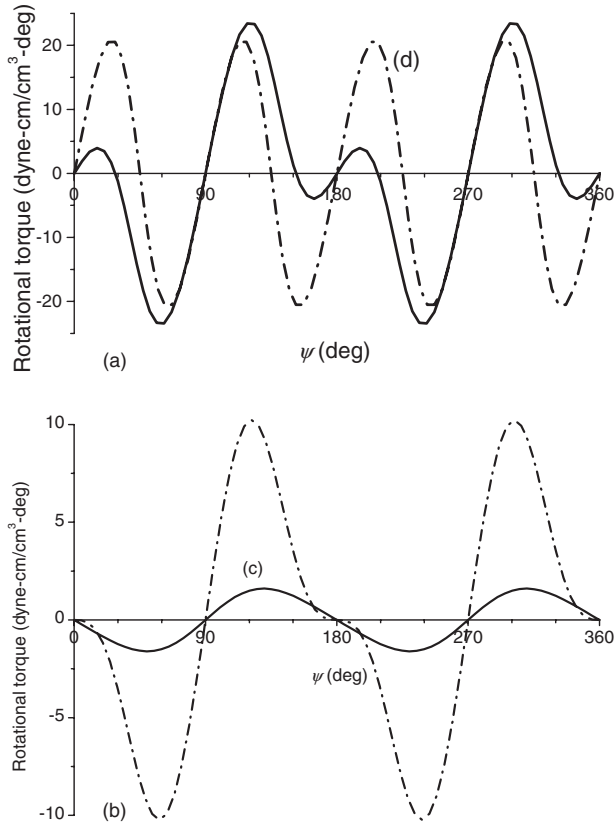 Rotational torque (dyne-cm/cm³-deg)
20
10
0
-10
-20
0
90
180
270
360
(d)
ψ (deg)
(a)
Rotational torque (dyne-cm/cm³-deg)
10
5
0
-5
-10
0
90
180
270
360
(c)
ψ (deg)
(b)